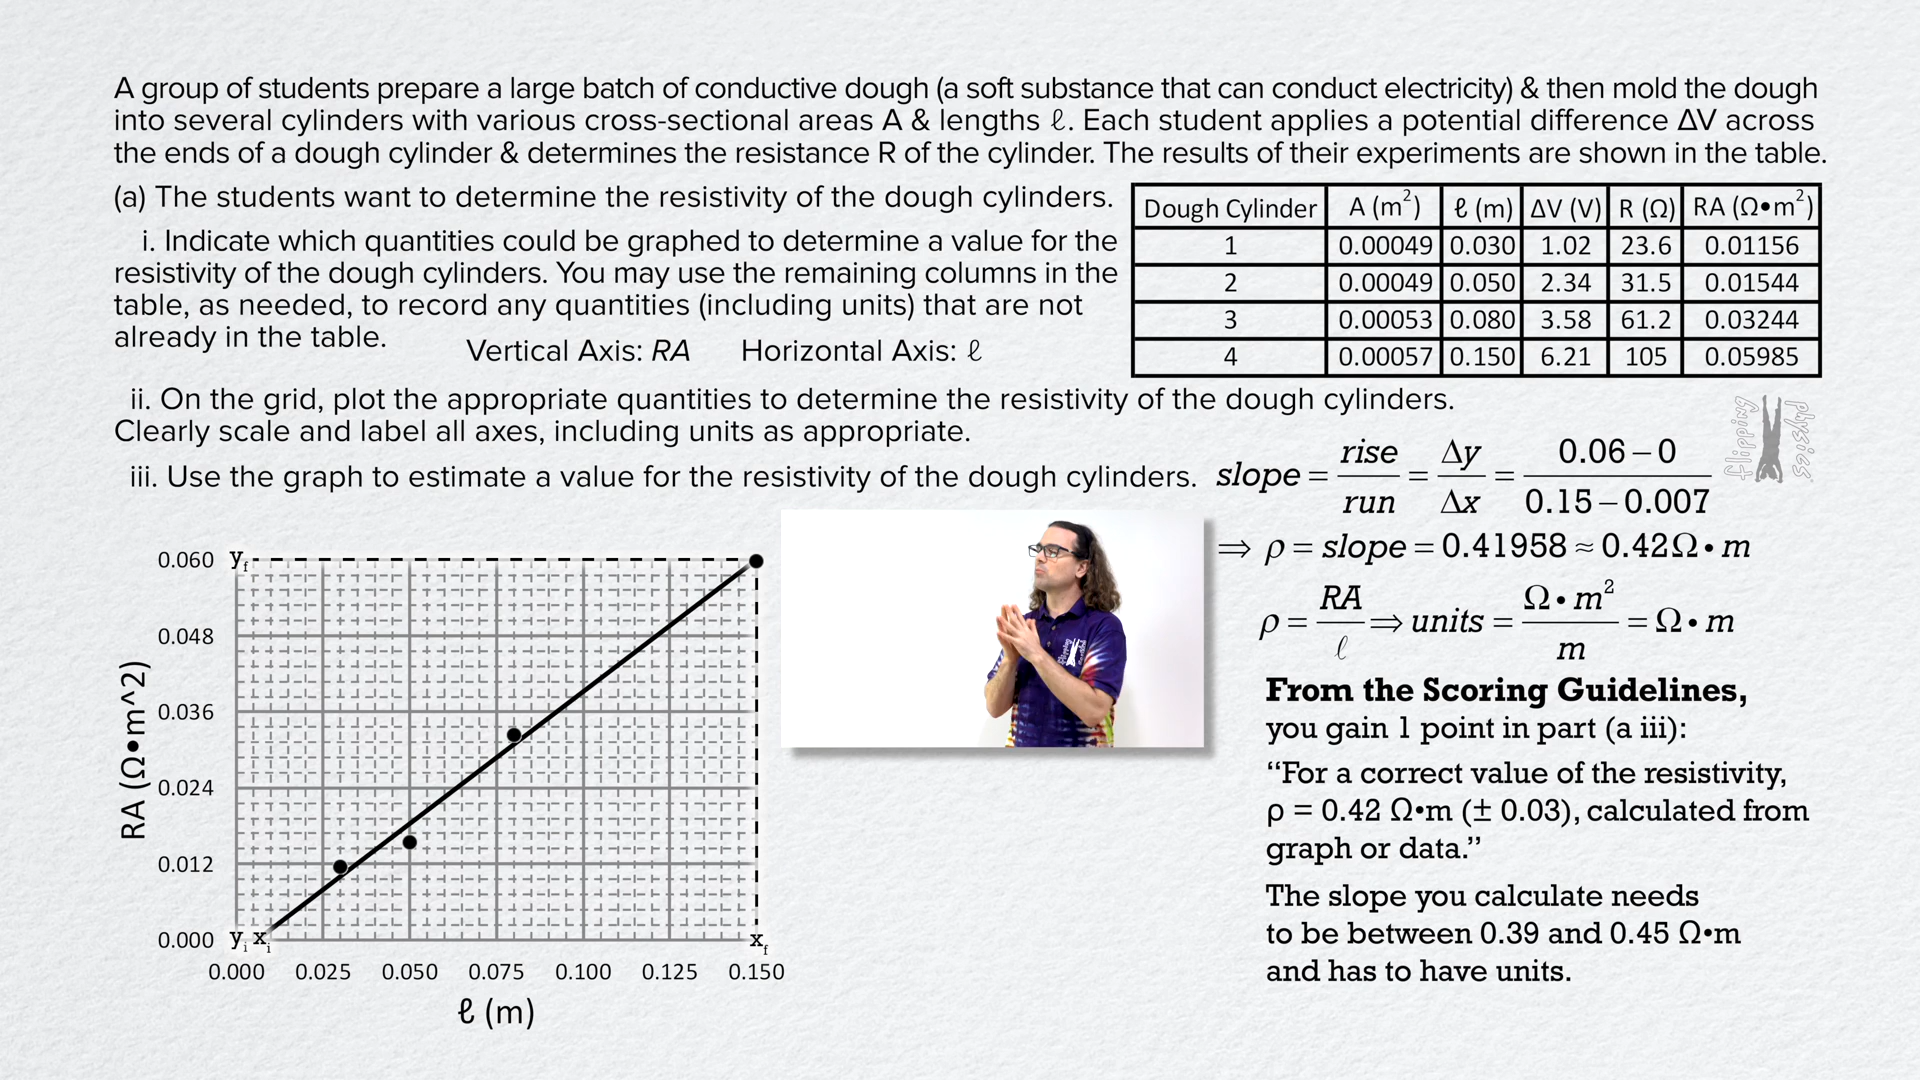 A group of students prepare a large batch of conductive dough (a soft substance that can conduct electricity) & then mold the dough
into several cylinders with various cross-sectional areas A & lengths ℓ. Each student applies a potential difference ΔV across
the ends of a dough cylinder & determines the resistance R of the cylinder. The results of their experiments are shown in the table.
(a) The students want to determine the resistivity of the dough cylinders.
i. Indicate which quantities could be graphed to determine a value for the
resistivity of the dough cylinders. You may use the remaining columns in the
table, as needed, to record any quantities (including units) that are not
already in the table.
Vertical Axis: RA Horizontal Axis: ℓ
Dough Cylinder A (m²) ℓ (m) ΔV (V) R (Ω) RA (Ω•m²)
1 0.00049 0.030 1.02 23.6 0.01156
2 0.00049 0.050 2.34 31.5 0.01544
3 0.00053 0.080 3.58 61.2 0.03244
4 0.00057 0.150 6.21 105 0.05985
ii. On the grid, plot the appropriate quantities to determine the resistivity of the dough cylinders.
Clearly scale and label all axes, including units as appropriate.
iii. Use the graph to estimate a value for the resistivity of the dough cylinders.
flipping physics
slope = rise/run = Δy/Δx = (0.06 – 0)/(0.15 – 0.007)
⇒ ρ = slope = 0.41958 ≈ 0.42Ω • m
ρ = RA/ℓ ⇒ units = Ω • m²/m = Ω • m
From the Scoring Guidelines,
you gain 1 point in part (a iii):
“For a correct value of the resistivity,
ρ = 0.42 Ω•m (± 0.03), calculated from
graph or data.”
The slope you calculate needs
to be between 0.39 and 0.45 Ω•m
and has to have units.
RA (Ω•m^2)
0.060 y_f
0.048
0.036
0.024
0.012
0.000 y_i x_i x_f
0.000 0.025 0.050 0.075 0.100 0.125 0.150
ℓ (m)